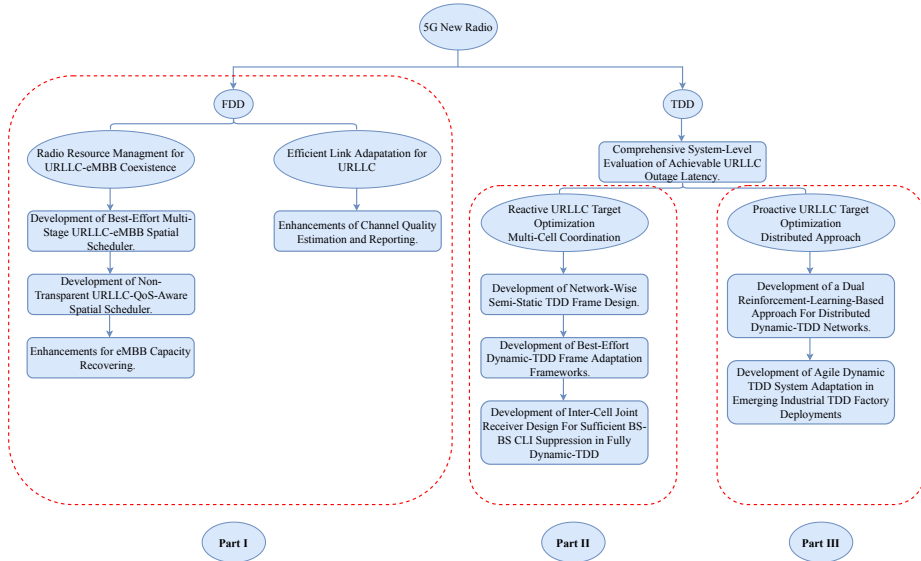 5G New Radio
FDD
TDD
Radio Resource Managment for
URLLC-eMBB Coexistence
Efficient Link Adapatation for
URLLC
Comprehensive System-Level
Evaluation of Achievable URLLC
Outage Latency.
Development of Best-Effort Multi-
Stage URLLC-eMBB Spatial
Scheduler.
Enhancements of Channel Quality
Estimation and Reporting.
Reactive URLLC Target
Optimization
Multi-Cell Coordination
Proactive URLLC Target
Optimization
Distributed Approach
Development of Non-
Transparent URLLC-QoS-Aware
Spatial Scheduler.
Development of Network-Wise
Semi-Static TDD Frame Design.
Development of a Dual
Reinforcement-Learning-Based
Approach For Distributed
Dynamic-TDD Networks.
Enhancements for eMBB Capacity
Recovering.
Development of Best-Effort
Dynamic-TDD Frame Adaptation
Frameworks.
Development of Agile Dynamic
TDD System Adaptation in
Emerging Industrial TDD Factory
Deployments
Development of Inter-Cell Joint
Receiver Design For Sufficient BS-
BS CLI Suppression in Fully
Dynamic-TDD
Part I
Part II
Part III